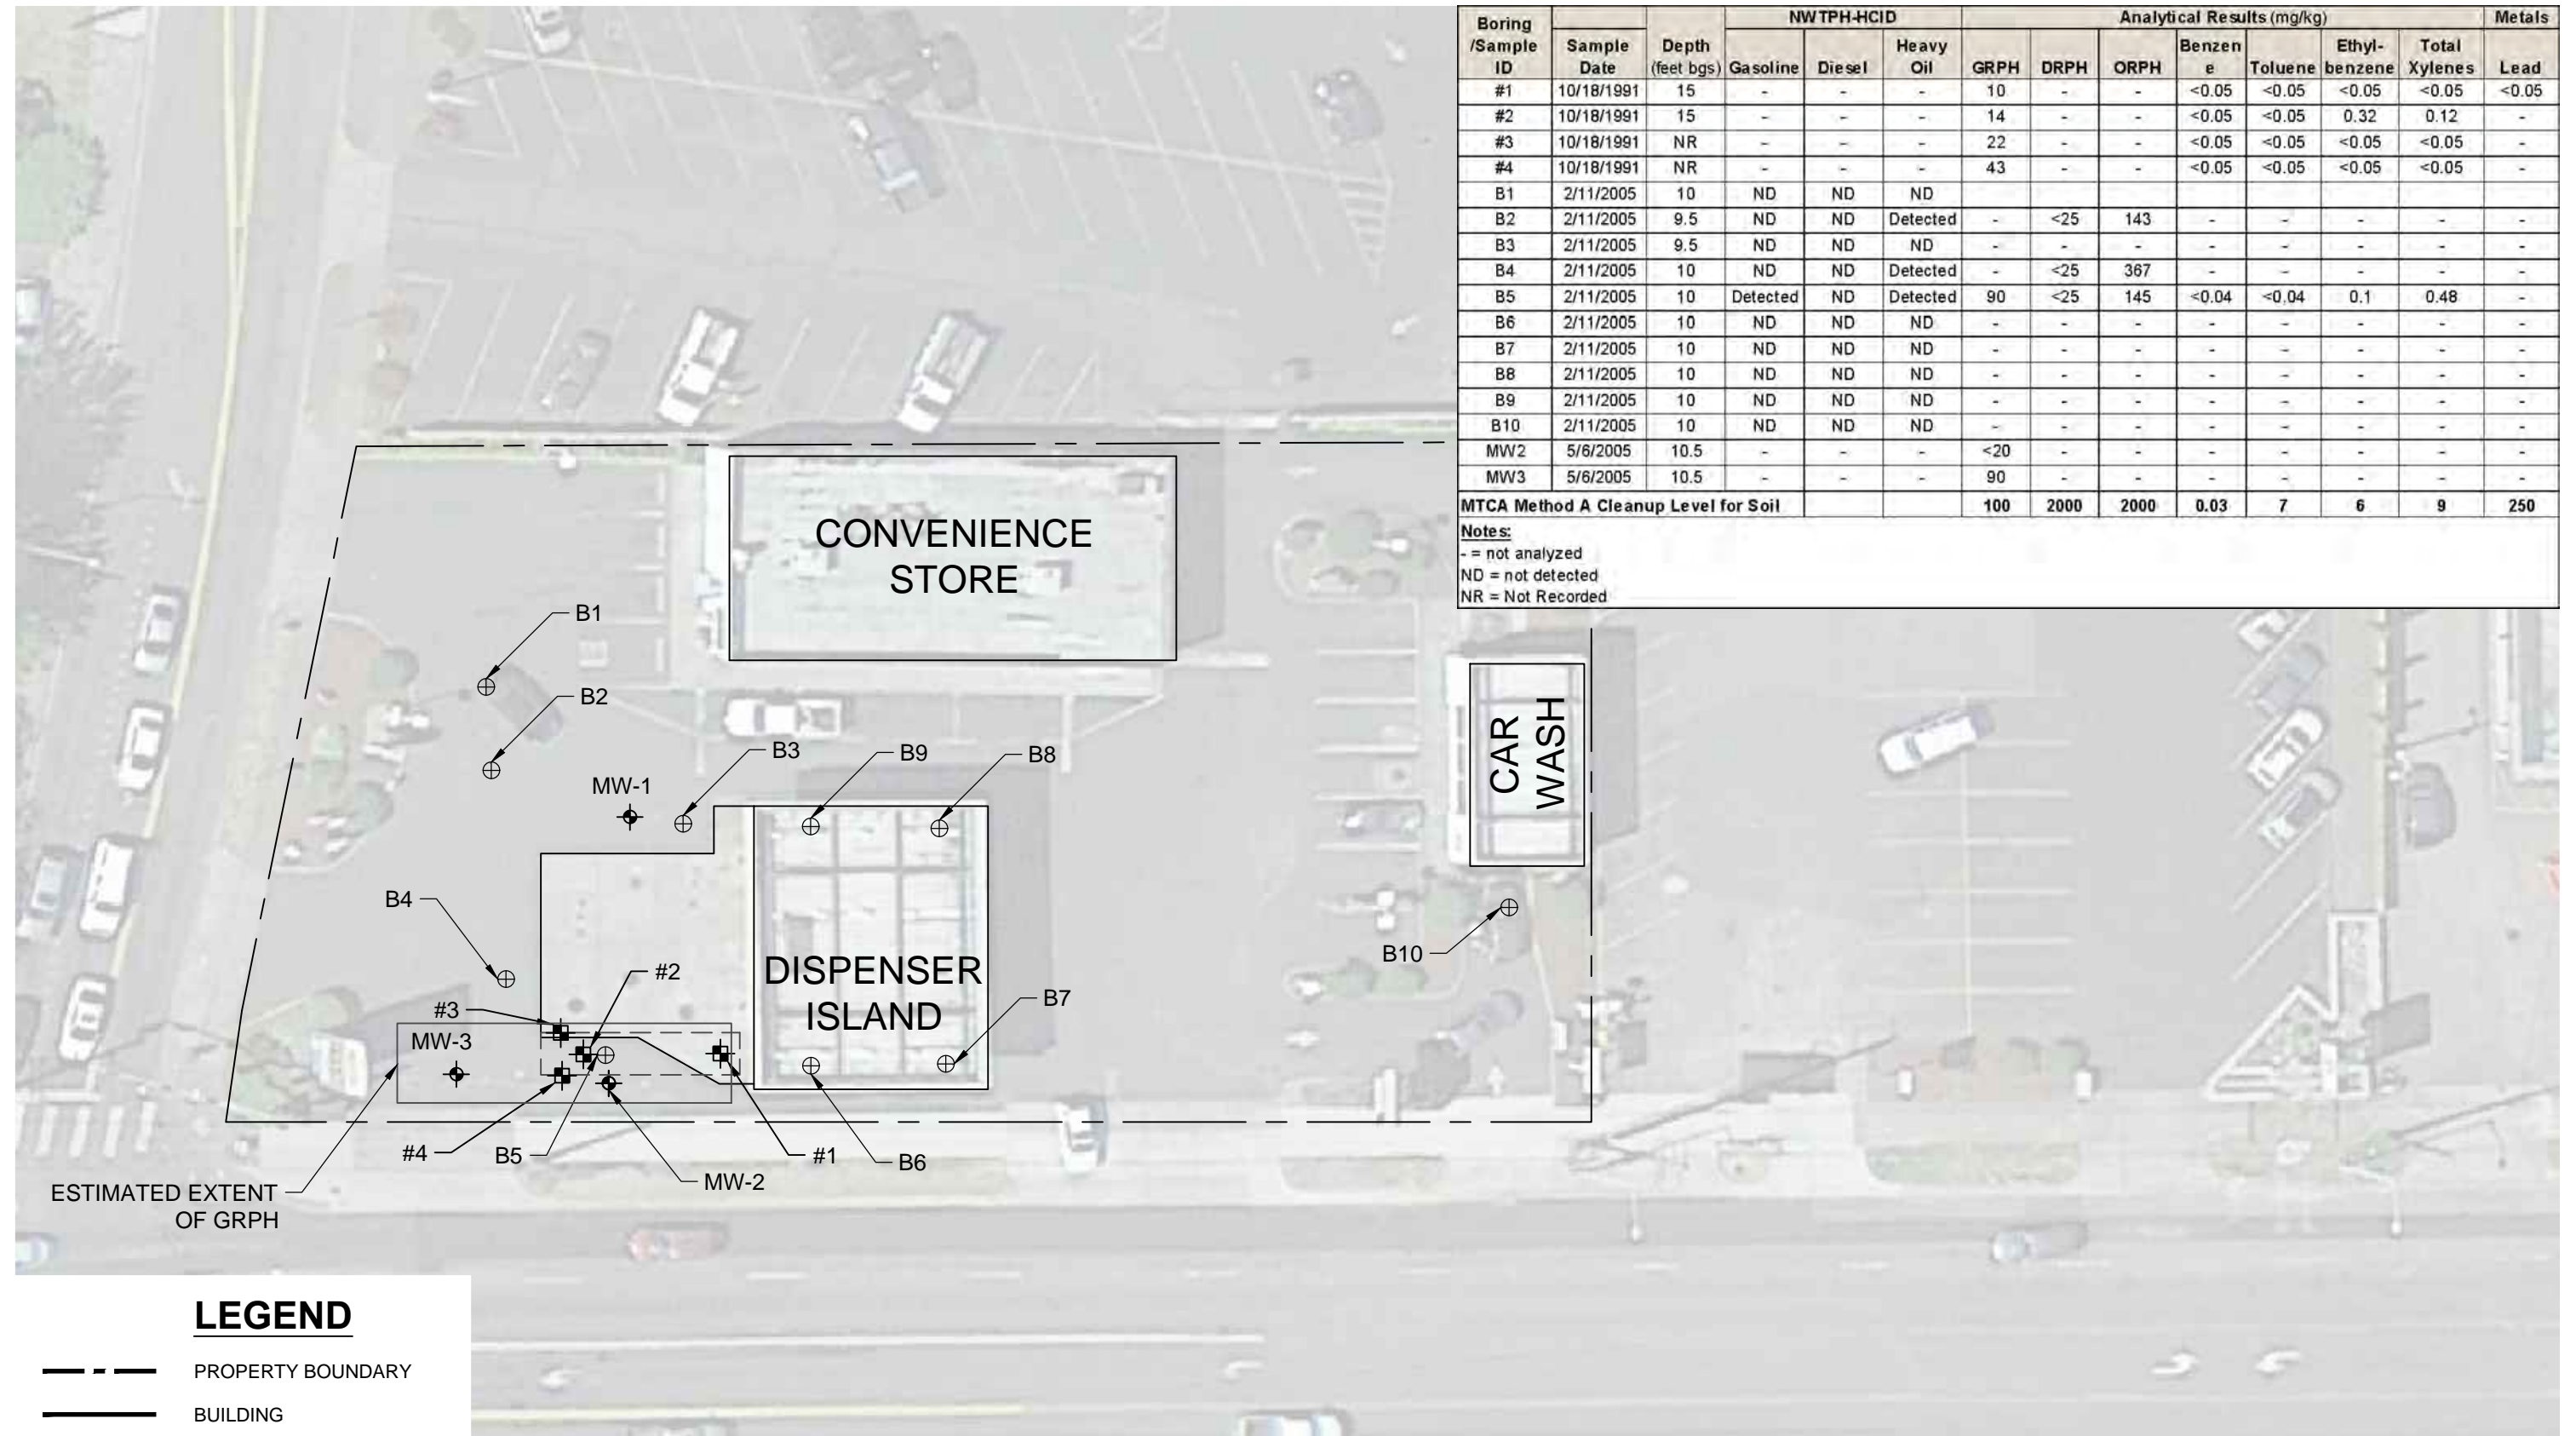 Boring /Sample ID | Sample Date | Depth (feet bgs) | NWTPH-HCID | Analytical Results (mg/kg) | Metals
Gasoline | Diesel | Heavy Oil | GRPH | DRPH | ORPH | Benzen e | Toluene | Ethyl- benzene | Total Xylenes | Lead
#1 10/18/1991 15 - - - 10 - - <0.05 <0.05 <0.05 <0.05 <0.05
#2 10/18/1991 15 - - - 14 - - <0.05 <0.05 0.32 0.12 -
#3 10/18/1991 NR - - - 22 - - <0.05 <0.05 <0.05 <0.05 -
#4 10/18/1991 NR - - - 43 - - <0.05 <0.05 <0.05 <0.05 -
B1 2/11/2005 10 ND ND ND
B2 2/11/2005 9.5 ND ND Detected - <25 143 - - - - -
B3 2/11/2005 9.5 ND ND ND - - - - - - - -
B4 2/11/2005 10 ND ND Detected - <25 367 - - - - -
B5 2/11/2005 10 Detected ND Detected 90 <25 145 <0.04 <0.04 0.1 0.48 -
B6 2/11/2005 10 ND ND ND - - - - - - - -
B7 2/11/2005 10 ND ND ND - - - - - - - -
B8 2/11/2005 10 ND ND ND - - - - - - - -
B9 2/11/2005 10 ND ND ND - - - - - - - -
B10 2/11/2005 10 ND ND ND - - - - - - - -
MW2 5/6/2005 10.5 - - - <20 - - - - - - -
MW3 5/6/2005 10.5 - - - 90 - - - - - - -
MTCA Method A Cleanup Level for Soil 100 2000 2000 0.03 7 6 9 250
Notes:
- = not analyzed
ND = not detected
NR = Not Recorded
CONVENIENCE
STORE
B1
B2
B3
B9
B8
MW-1
CAR
WASH
B4
B10
DISPENSER
ISLAND
#2
B7
#3
MW-3
#4
B5
#1
B6
MW-2
ESTIMATED EXTENT
OF GRPH
LEGEND
PROPERTY BOUNDARY
BUILDING